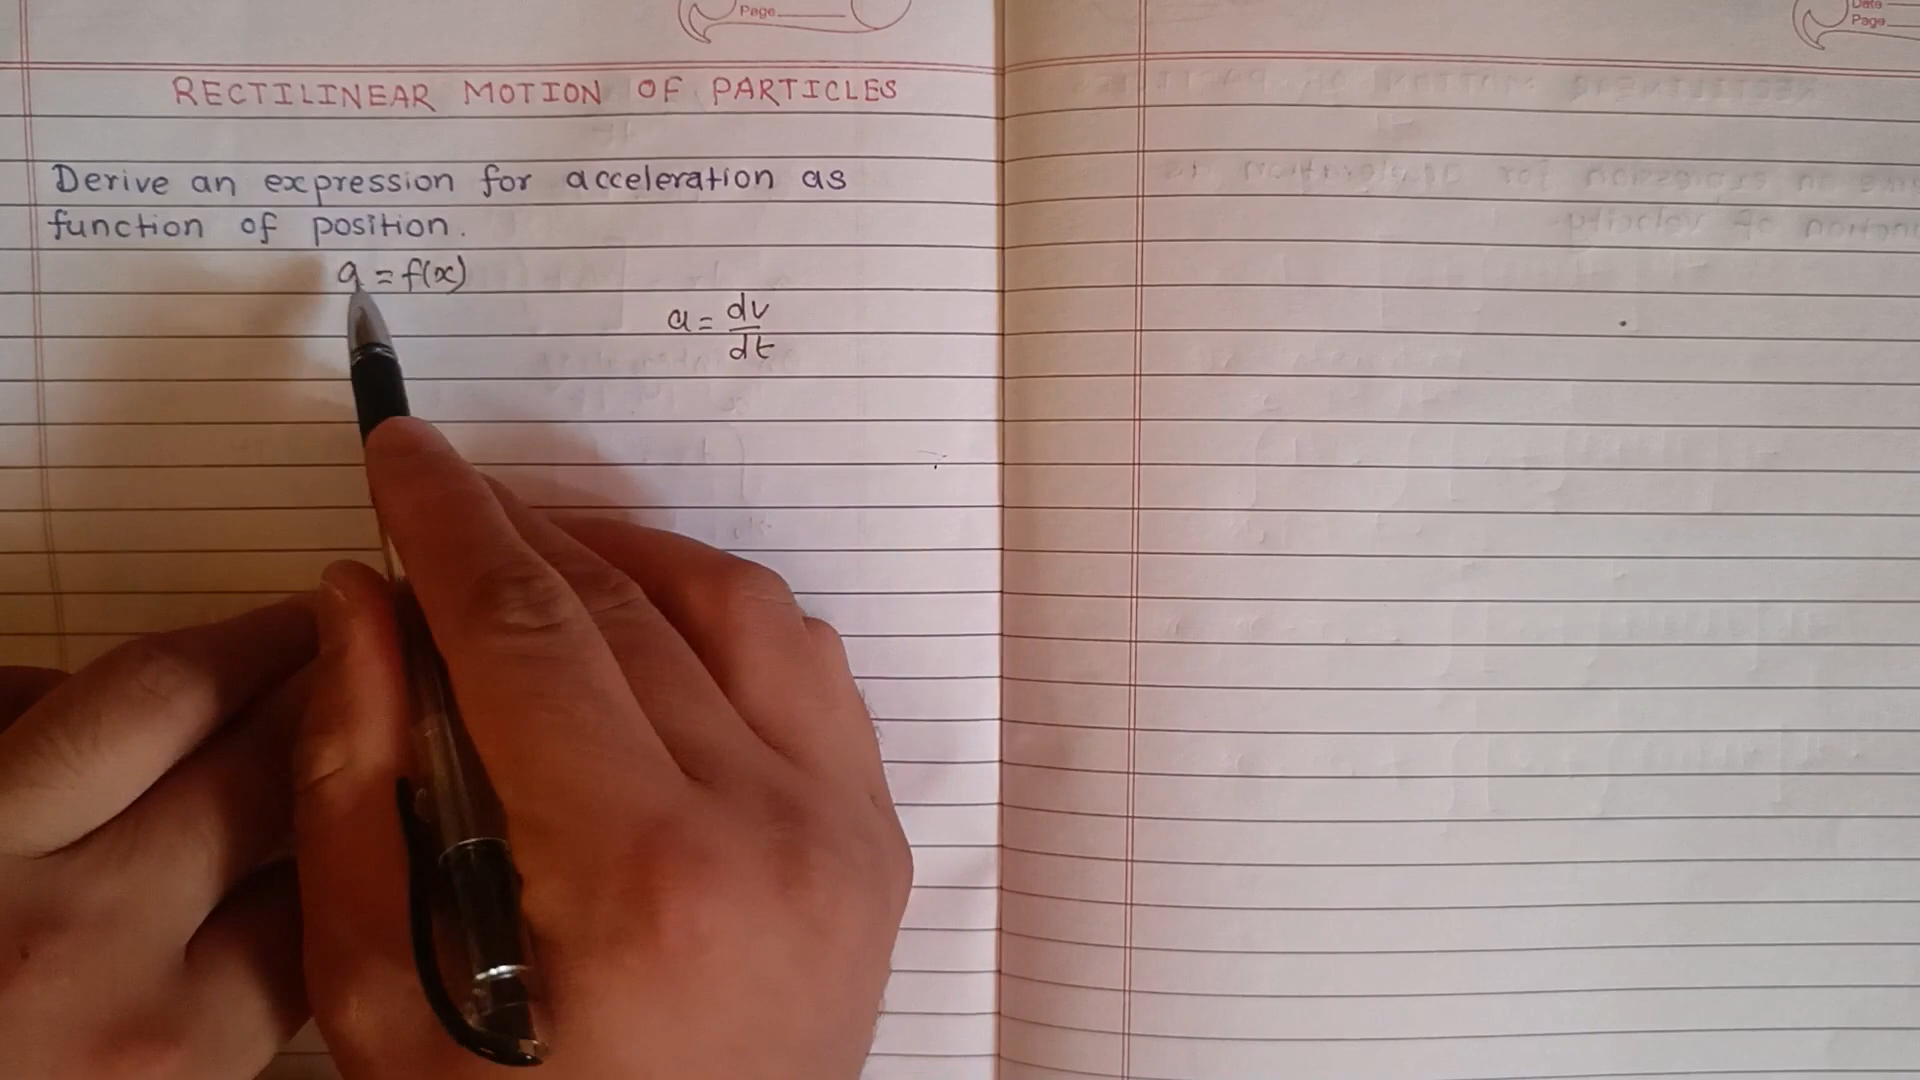 Page
Date
Page
RECTILINEAR MOTION OF PARTICLES
Derive an expression for acceleration as
function of position.
a = f(x)
a = dv
dt